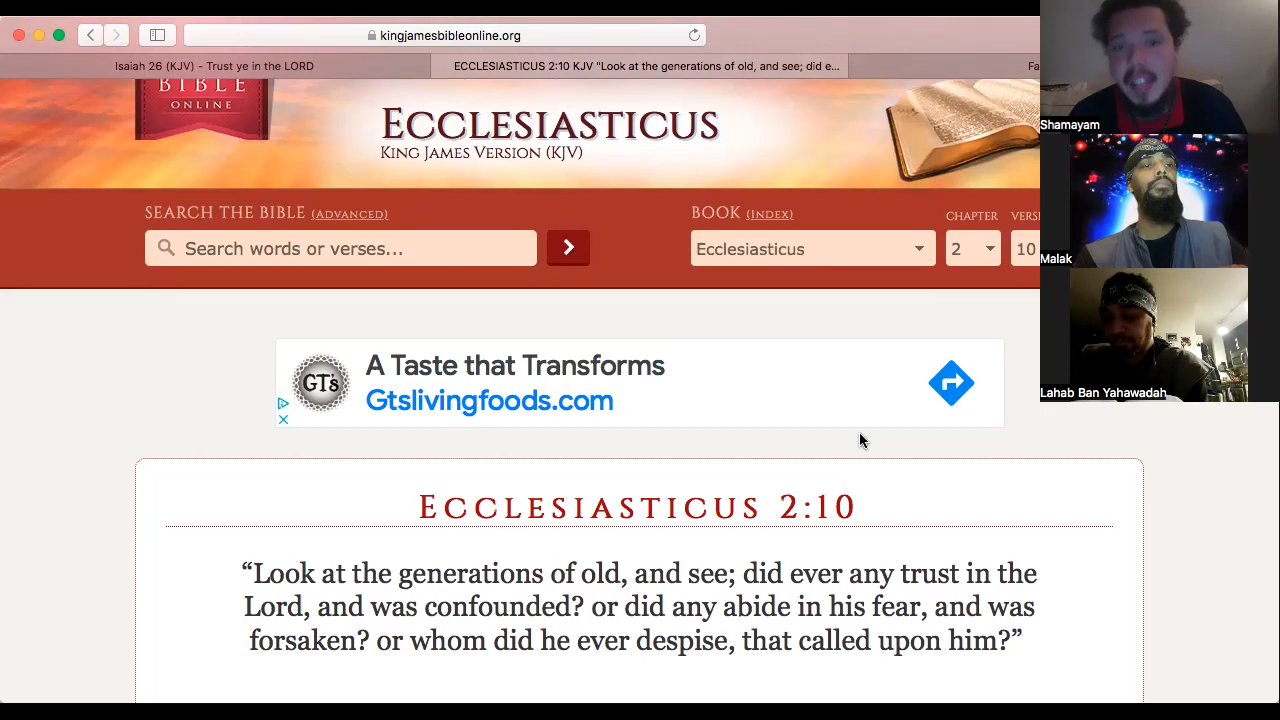 kingjamesbibleonline.org
Isaiah 26 (KJV) - Trust ye in the LORD
ECCLESIASTICUS 2:10 KJV "Look at the generations of old, and see; did e...
Fa
BIBLE
ONLINE
ECCLESIASTICUS
KING JAMES VERSION (KJV)
SEARCH THE BIBLE (ADVANCED)
BOOK (INDEX)
CHAPTER
VERS
Search words or verses...
Ecclesiasticus
2
10
GT's
A Taste that Transforms
Gtslivingfoods.com
ECCLESIASTICUS 2:10
“Look at the generations of old, and see; did ever any trust in the
Lord, and was confounded? or did any abide in his fear, and was
forsaken? or whom did he ever despise, that called upon him?”
Shamayam
Malak
Lahab Ban Yahawadah